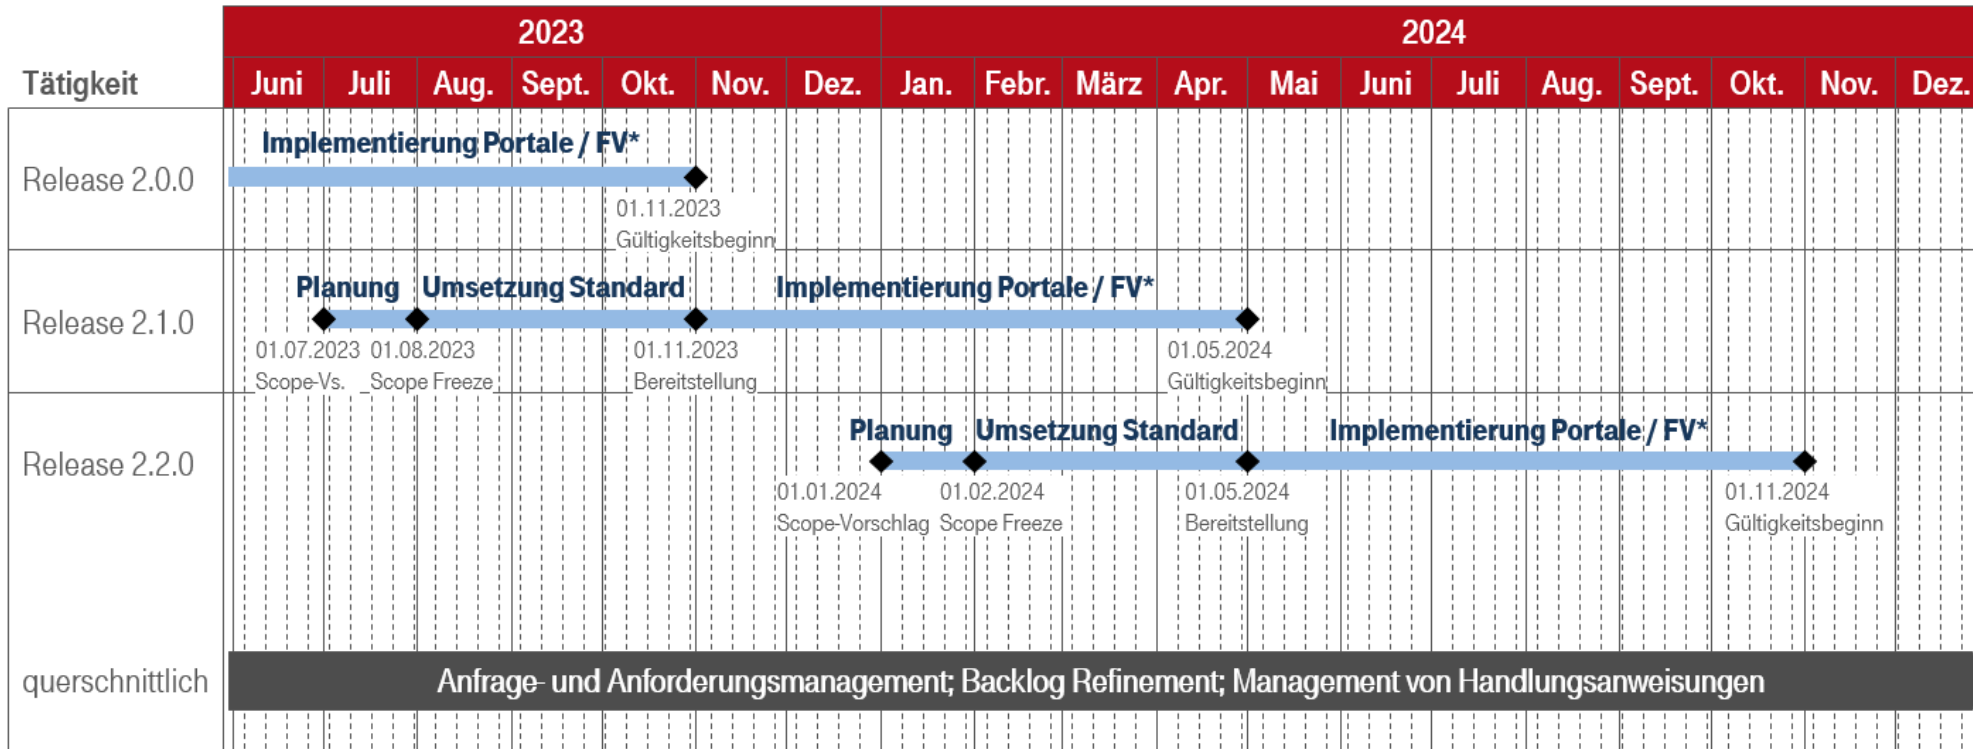 2023 2024
Tätigkeit Juni Juli Aug. Sept. Okt. Nov. Dez. Jan. Febr. März Apr. Mai Juni Juli Aug. Sept. Okt. Nov. Dez.
Implementierung Portale / FV*
Release 2.0.0
01.11.2023
Gültigkeitsbeginn
Planung Umsetzung Standard Implementierung Portale / FV*
Release 2.1.0
01.07.2023 01.08.2023 01.11.2023 01.05.2024
Scope-Vs. Scope Freeze Bereitstellung Gültigkeitsbeginn
Planung Umsetzung Standard Implementierung Portale / FV*
Release 2.2.0
01.01.2024 01.02.2024 01.05.2024 01.11.2024
Scope-Vorschlag Scope Freeze Bereitstellung Gültigkeitsbeginn
querschnittlich Anfrage- und Anforderungsmanagement; Backlog Refinement; Management von Handlungsanweisungen